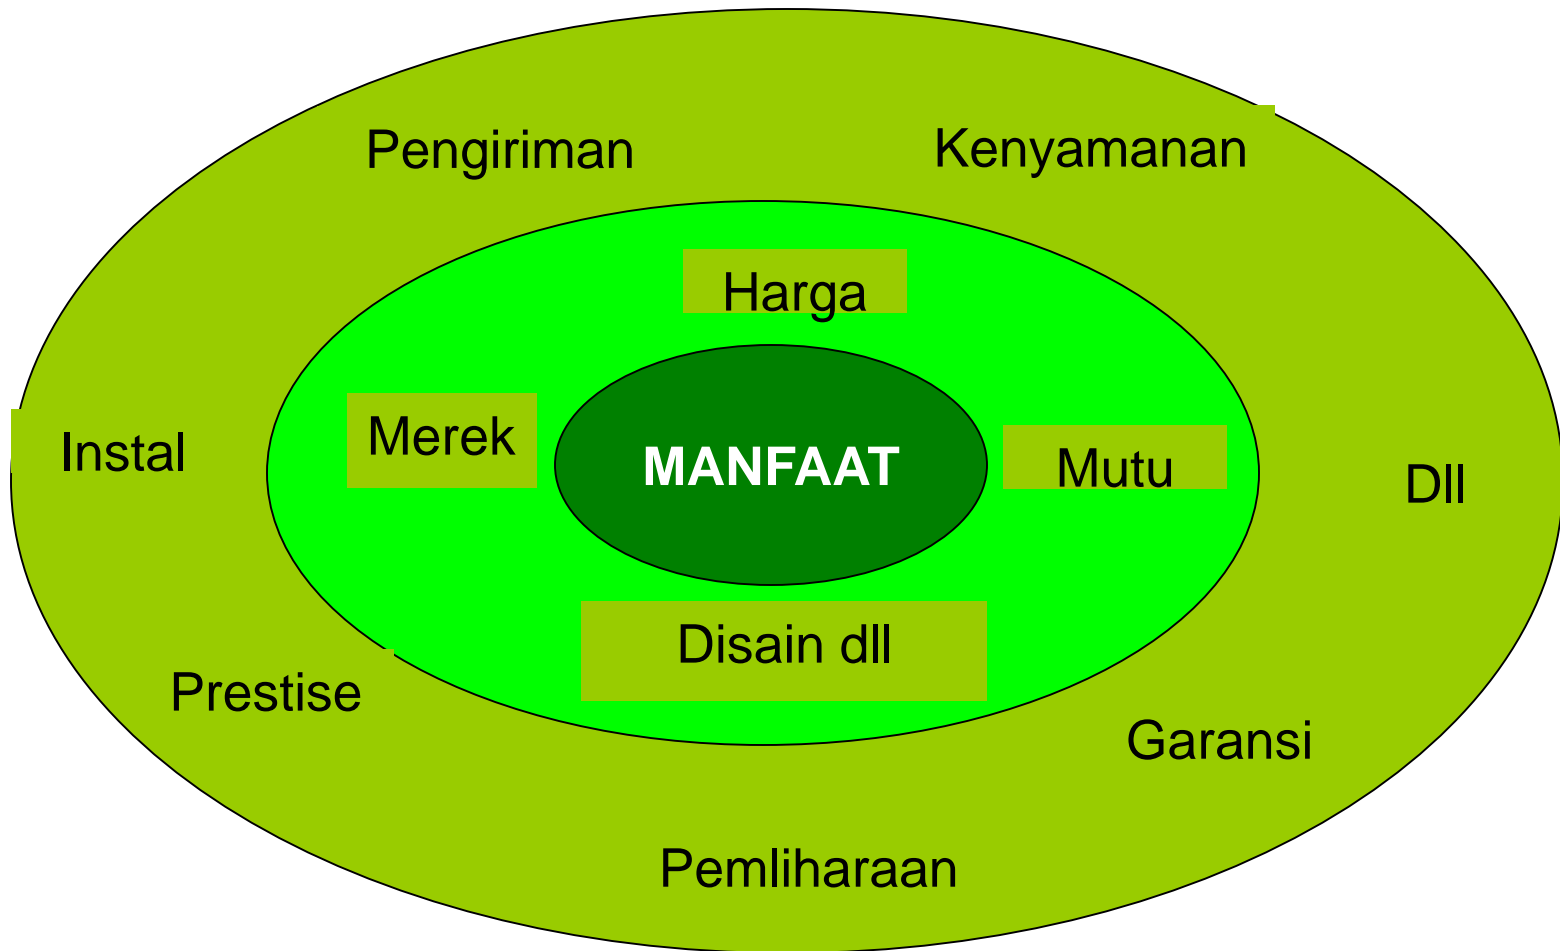 Pengiriman
Kenyamanan
Harga
Merek
MANFAAT
Mutu
Instal
Dll
Disain dll
Prestise
Garansi
Pemliharaan